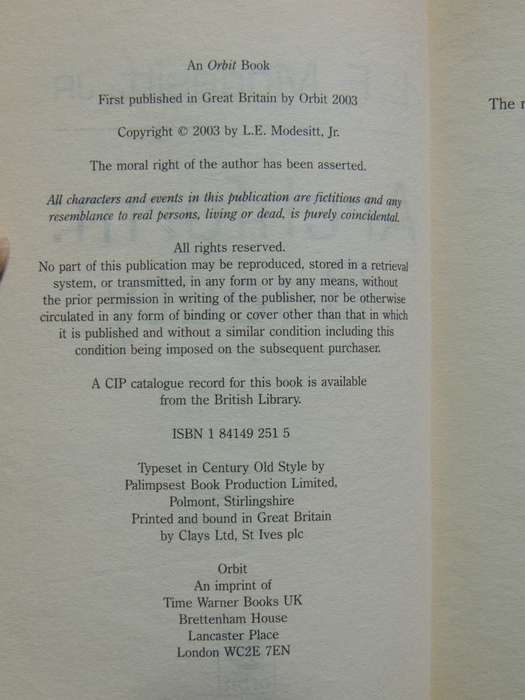 An Orbit Book
First published in Great Britain by Orbit 2003
Copyright © 2003 by L.E. Modesitt, Jr.
The moral right of the author has been asserted.
All characters and events in this publication are fictitious and any
resemblance to real persons, living or dead, is purely coincidental.
All rights reserved.
No part of this publication may be reproduced, stored in a retrieval
system, or transmitted, in any form or by any means, without
the prior permission in writing of the publisher, nor be otherwise
circulated in any form of binding or cover other than that in which
it is published and without a similar condition including this
condition being imposed on the subsequent purchaser.
A CIP catalogue record for this book is available
from the British Library.
ISBN 1 84149 251 5
Typeset in Century Old Style by
Palimpsest Book Production Limited,
Polmont, Stirlingshire
Printed and bound in Great Britain
by Clays Ltd, St Ives plc
Orbit
An imprint of
Time Warner Books UK
Brettenham House
Lancaster Place
London WC2E 7EN
The